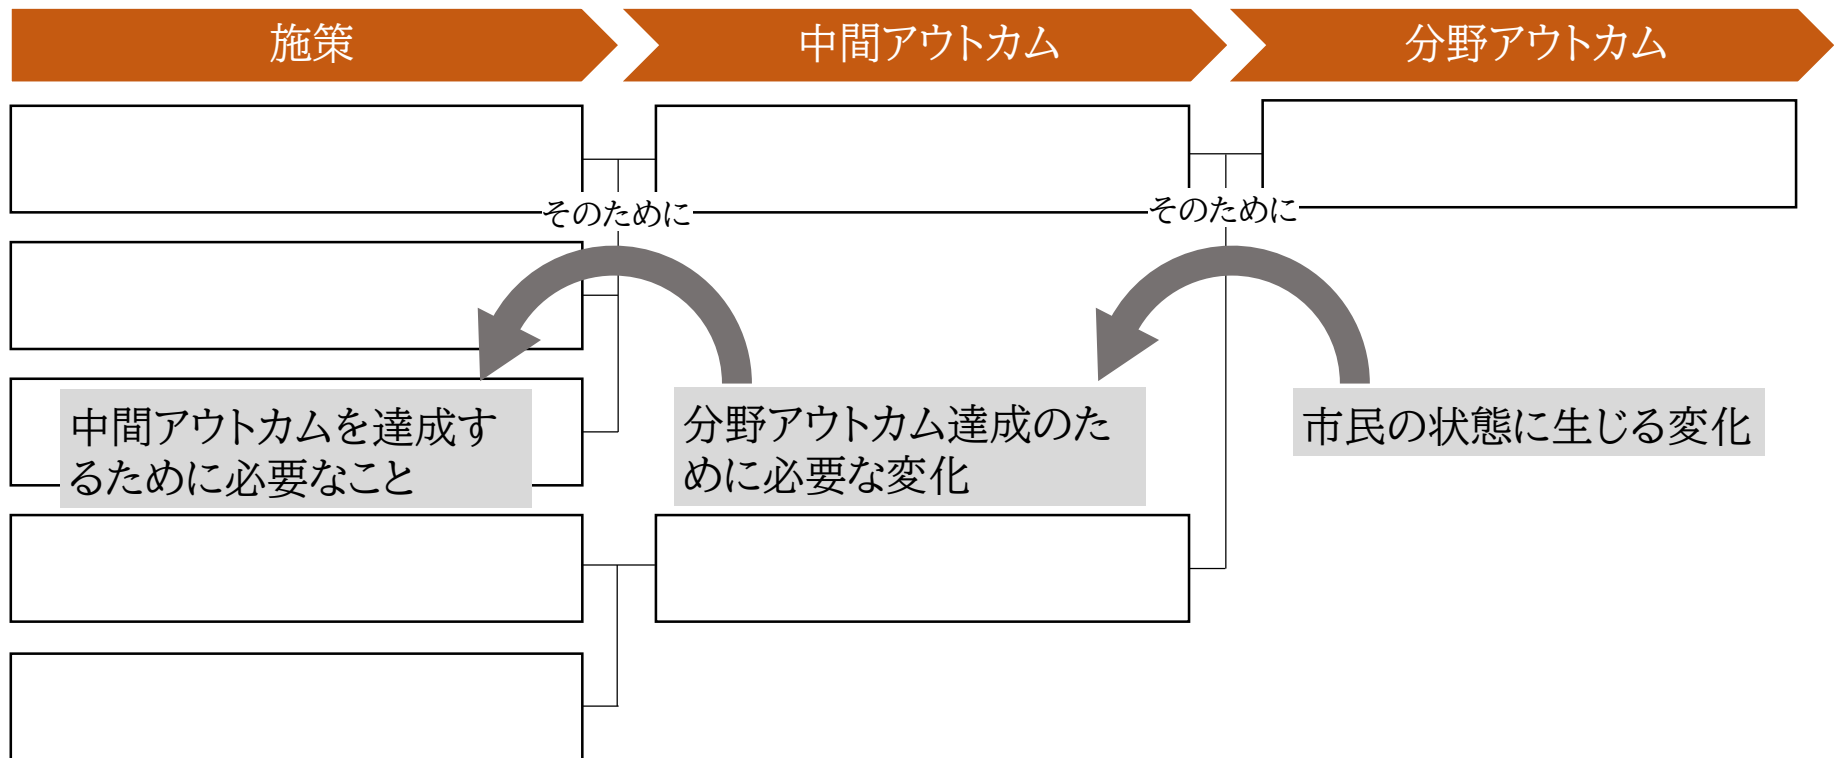 施策
中間アウトカム
分野アウトカム
そのために
そのために
中間アウトカムを達成す
るために必要なこと
分野アウトカム達成のた
めに必要な変化
市民の状態に生じる変化